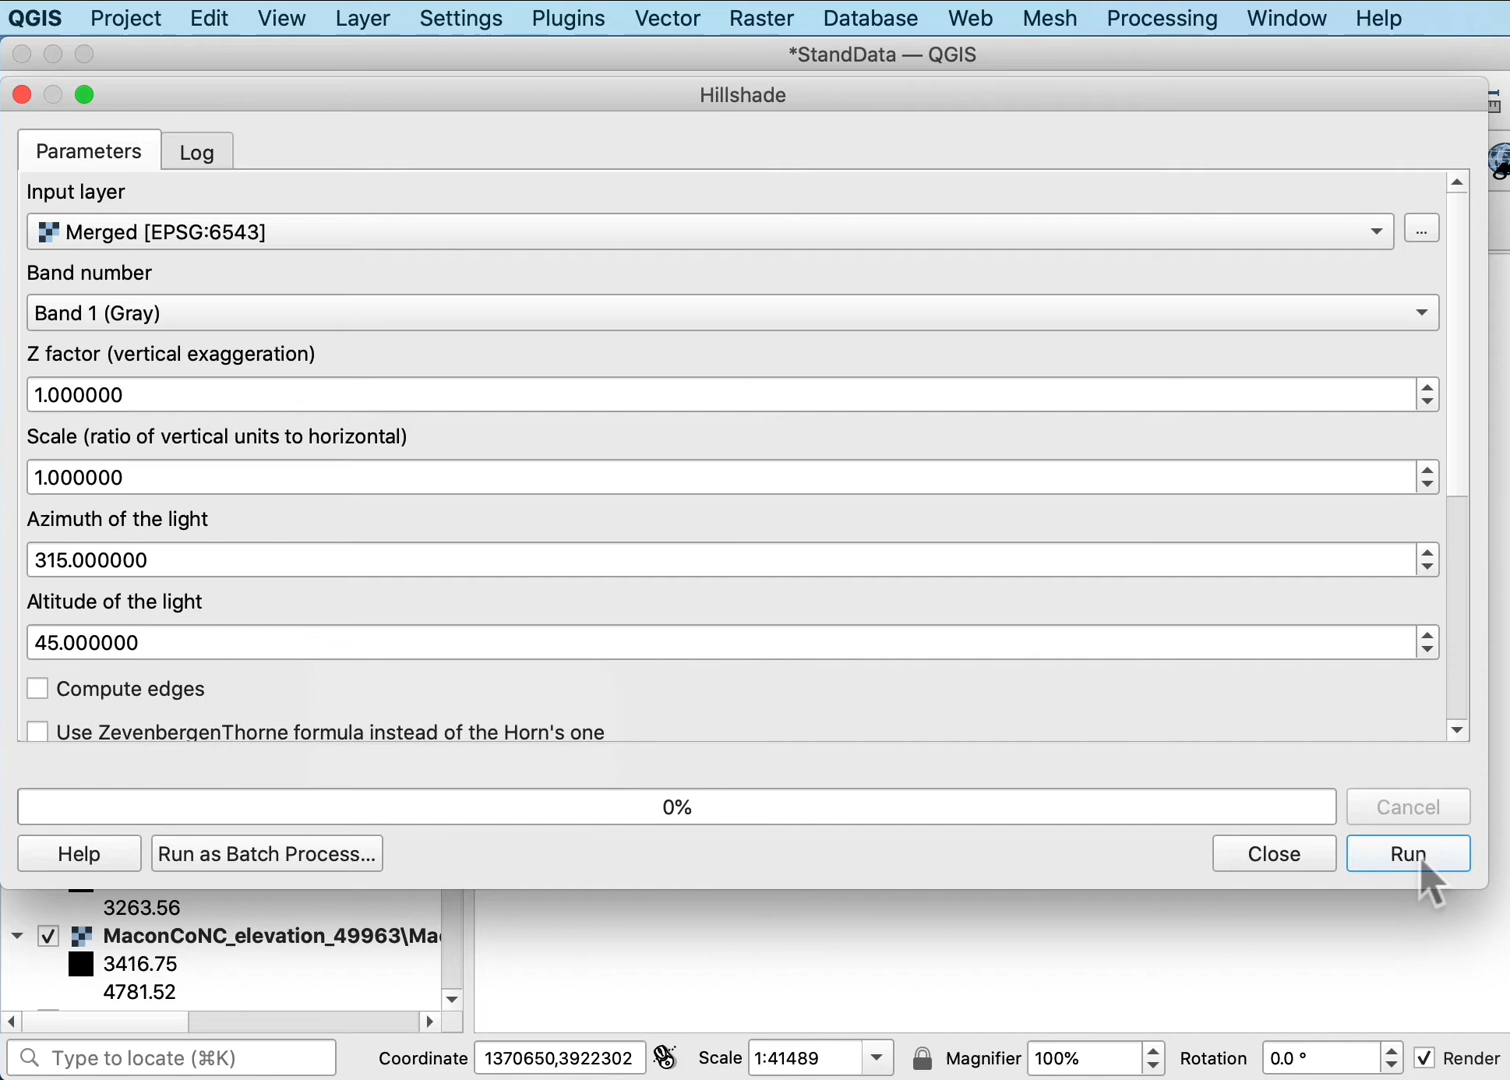 QGIS Project Edit View Layer Settings Plugins Vector Raster Database Web Mesh Processing Window Help
*StandData — QGIS
Hillshade
Parameters Log
Input layer
Merged [EPSG:6543] ...
Band number
Band 1 (Gray)
Z factor (vertical exaggeration)
1.000000
Scale (ratio of vertical units to horizontal)
1.000000
Azimuth of the light
315.000000
Altitude of the light
45.000000
Compute edges
Use ZevenbergenThorne formula instead of the Horn's one
0% Cancel
Help Run as Batch Process... Close Run
3263.56
MaconCoNC_elevation_49963\Ma
3416.75
4781.52
Type to locate (⌘K) Coordinate 1370650,3922302 Scale 1:41489 Magnifier 100% Rotation 0.0 ° Render